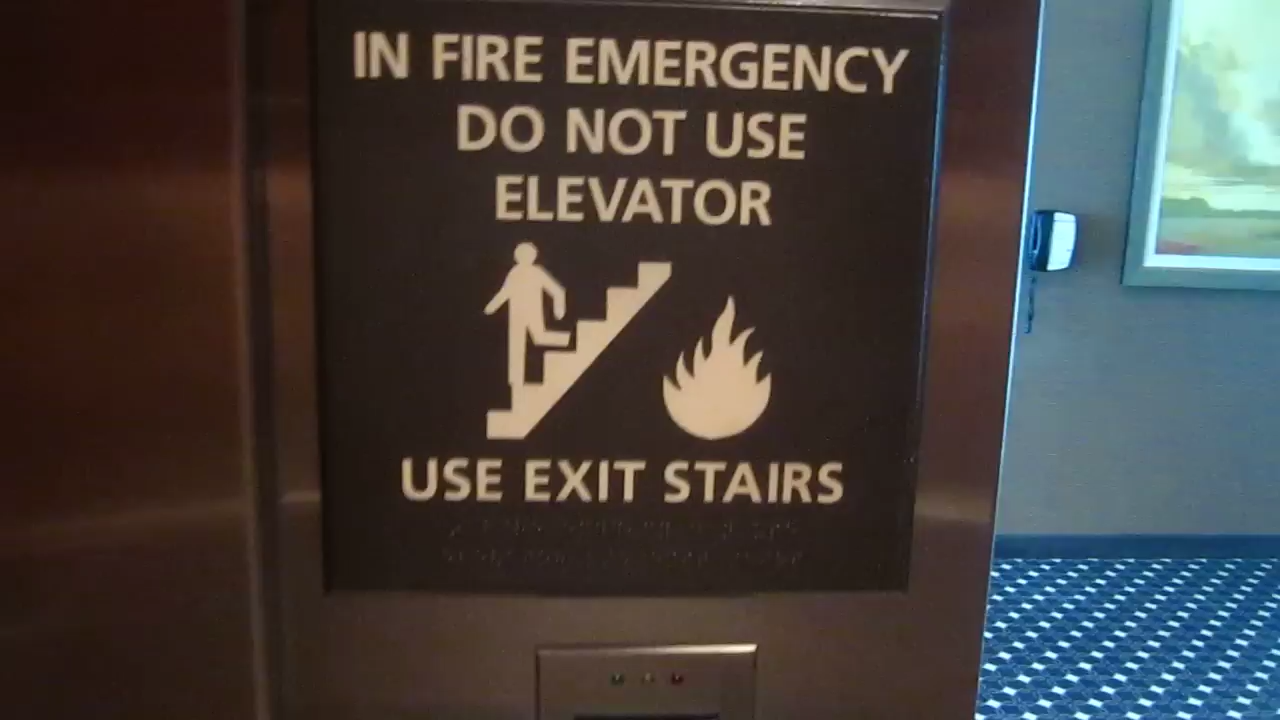 IN FIRE EMERGENCY
DO NOT USE
ELEVATOR
USE EXIT STAIRS